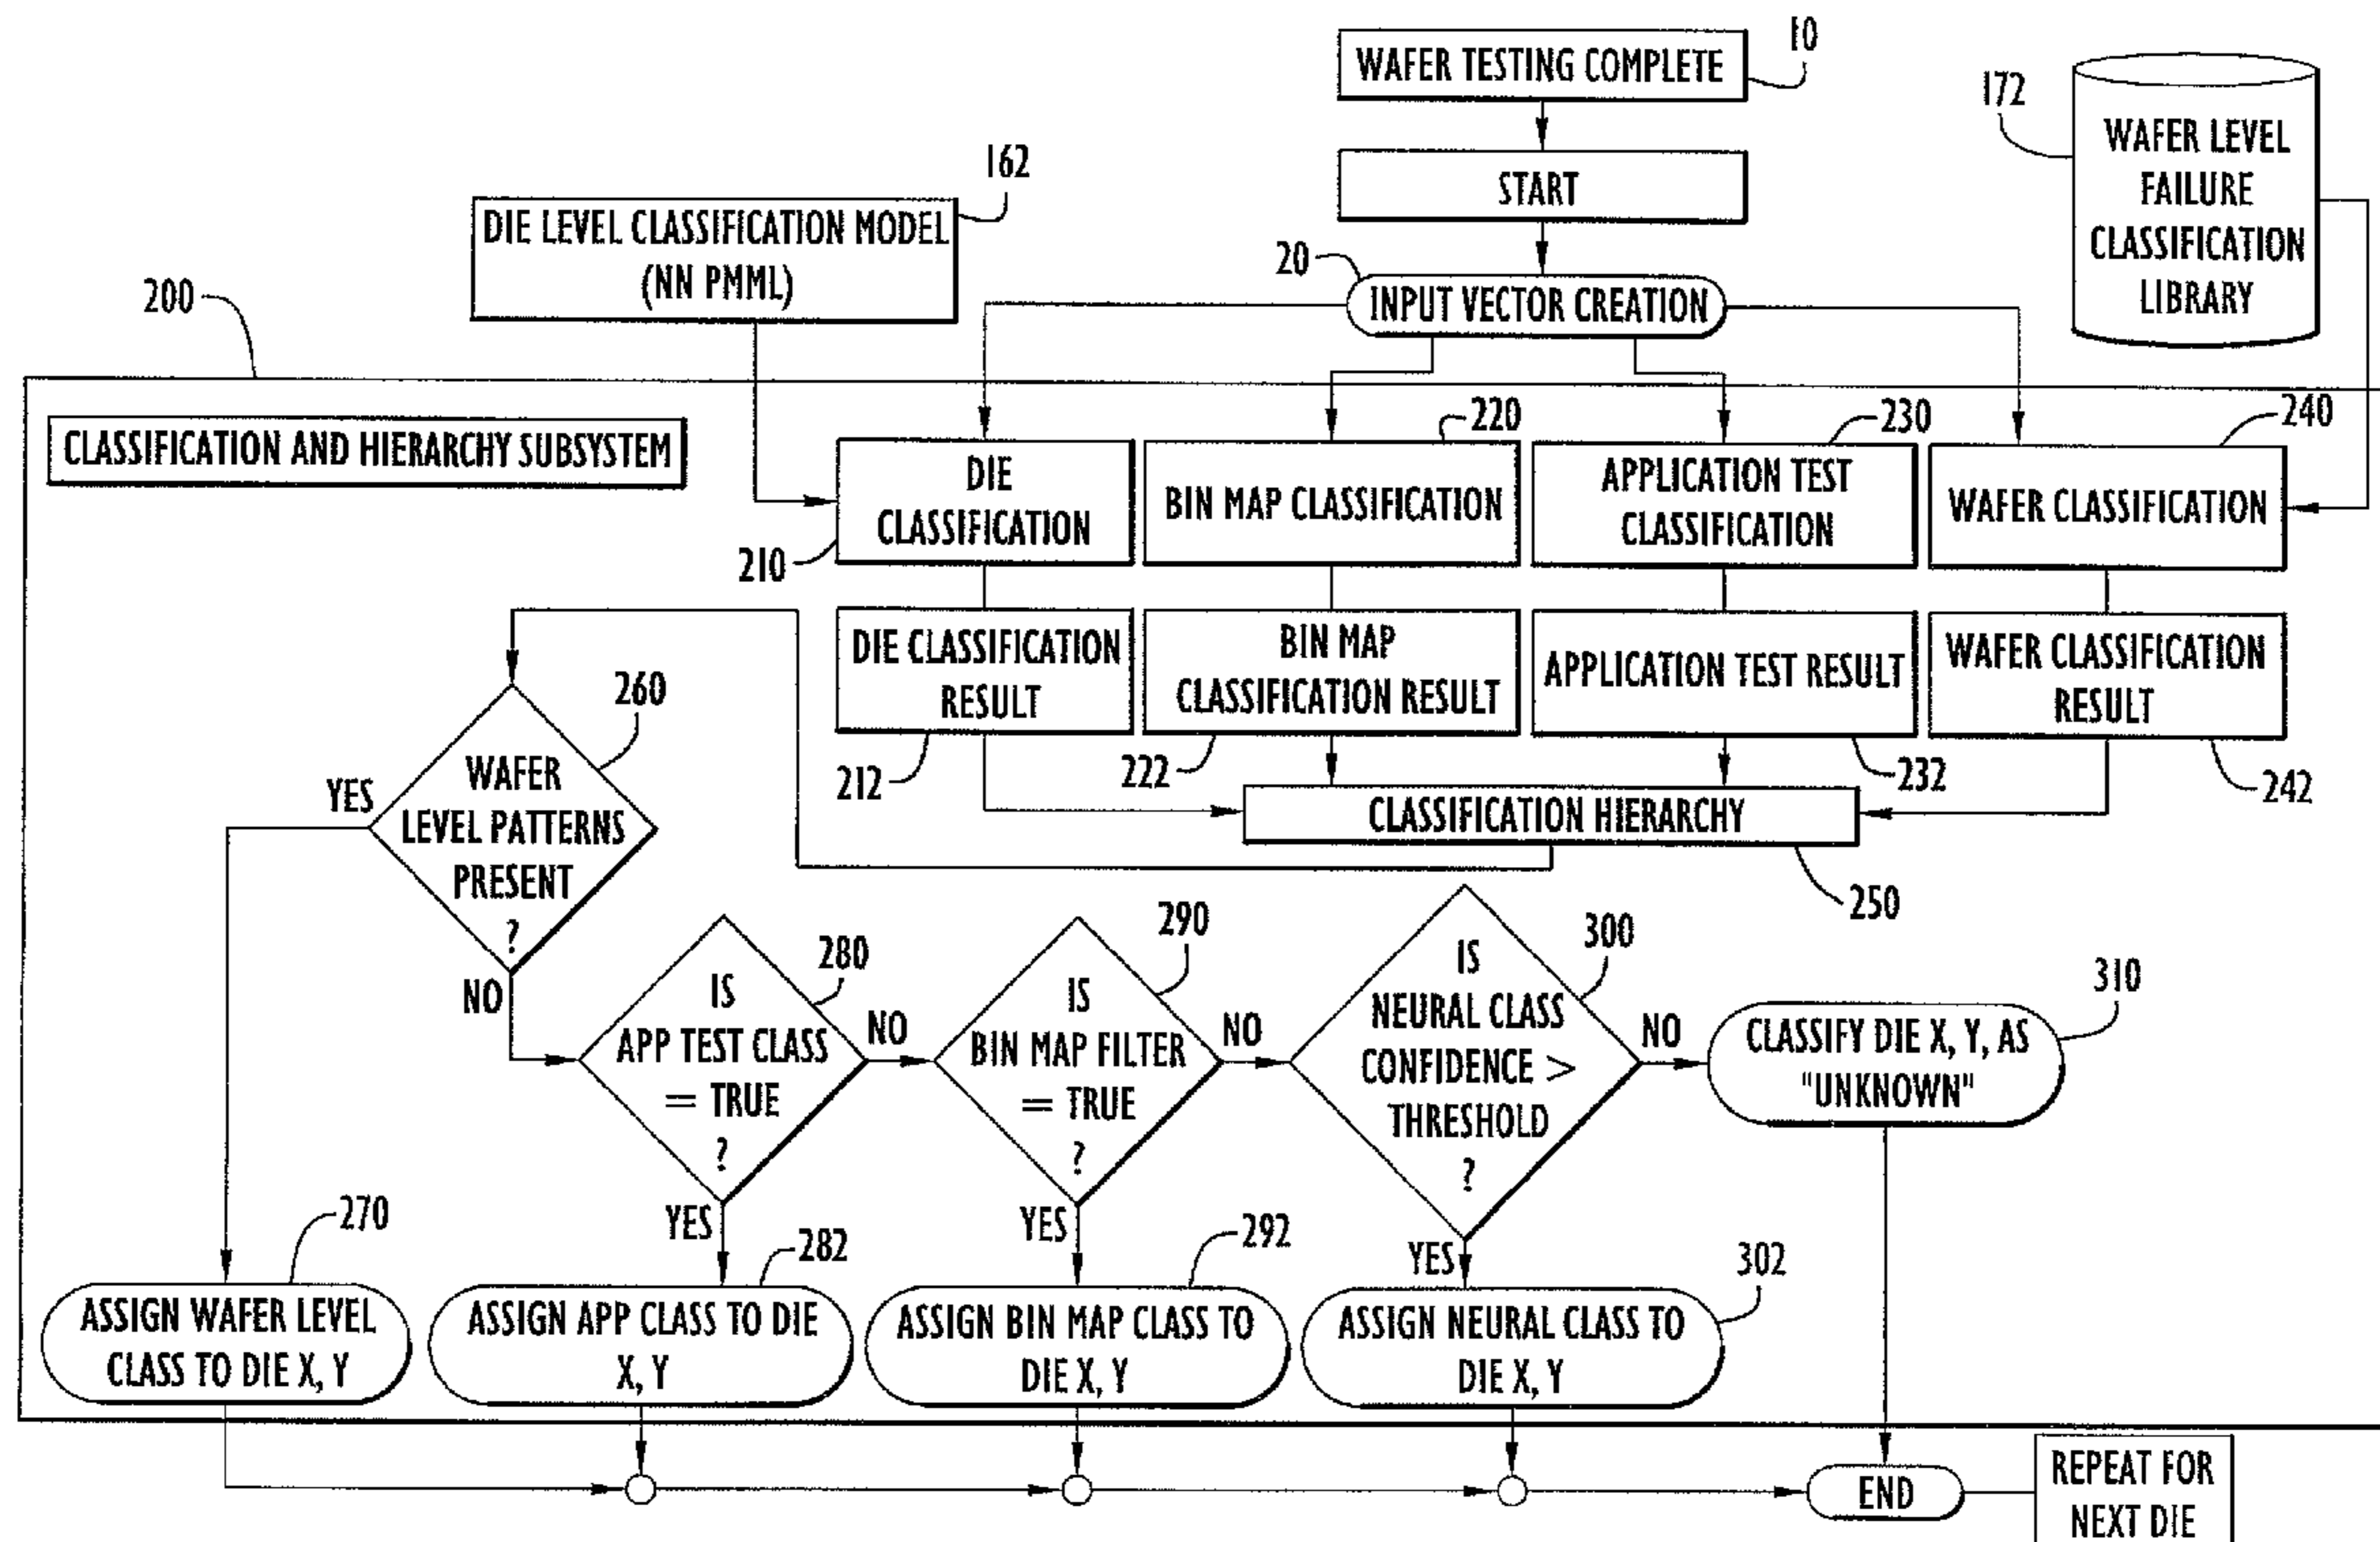 WAFER TESTING COMPLETE
10
START
172
WAFER LEVEL
FAILURE
CLASSIFICATION
LIBRARY
162
DIE LEVEL CLASSIFICATION MODEL
(NN PMML)
20
INPUT VECTOR CREATION
200
CLASSIFICATION AND HIERARCHY SUBSYSTEM
220
230
240
DIE
CLASSIFICATION
210
BIN MAP CLASSIFICATION
APPLICATION TEST
CLASSIFICATION
WAFER CLASSIFICATION
DIE CLASSIFICATION
RESULT
212
BIN MAP
CLASSIFICATION RESULT
222
APPLICATION TEST RESULT
232
WAFER CLASSIFICATION
RESULT
242
CLASSIFICATION HIERARCHY
250
260
WAFER
LEVEL PATTERNS
PRESENT
?
YES
NO
280
IS
APP TEST CLASS
= TRUE
?
NO
YES
290
IS
BIN MAP FILTER
= TRUE
?
NO
YES
300
IS
NEURAL CLASS
CONFIDENCE >
THRESHOLD
?
NO
YES
310
CLASSIFY DIE X, Y, AS
"UNKNOWN"
270
ASSIGN WAFER LEVEL
CLASS TO DIE X, Y
282
ASSIGN APP CLASS TO DIE
X, Y
292
ASSIGN BIN MAP CLASS TO
DIE X, Y
302
ASSIGN NEURAL CLASS TO
DIE X, Y
END
REPEAT FOR
NEXT DIE